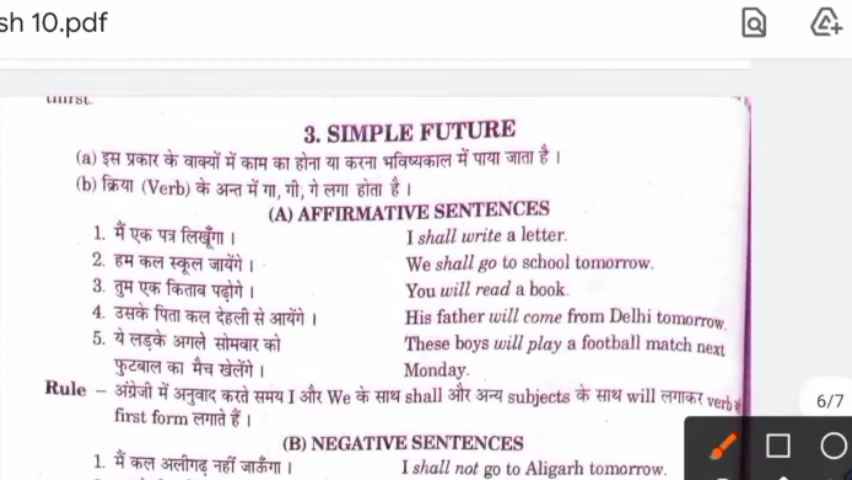 sh 10.pdf
thirst.
3. SIMPLE FUTURE
(a) इस प्रकार के वाक्यों में काम का होना या करना भविष्यकाल में पाया जाता है ।
(b) क्रिया (Verb) के अन्त में गा, गी, गे लगा होता है ।
(A) AFFIRMATIVE SENTENCES
1. मैं एक पत्र लिखूँगा । I shall write a letter.
2. हम कल स्कूल जायेंगे । We shall go to school tomorrow.
3. तुम एक किताब पढ़ोगे । You will read a book.
4. उसके पिता कल देहली से आयेंगे । His father will come from Delhi tomorrow.
5. ये लड़के अगले सोमवार को These boys will play a football match next
फुटबाल का मैच खेलेंगे । Monday.
Rule – अंग्रेजी में अनुवाद करते समय I और We के साथ shall और अन्य subjects के साथ will लगाकर verb
first form लगाते हैं ।
6/7
(B) NEGATIVE SENTENCES
1. मैं कल अलीगढ़ नहीं जाऊँगा । I shall not go to Aligarh tomorrow.